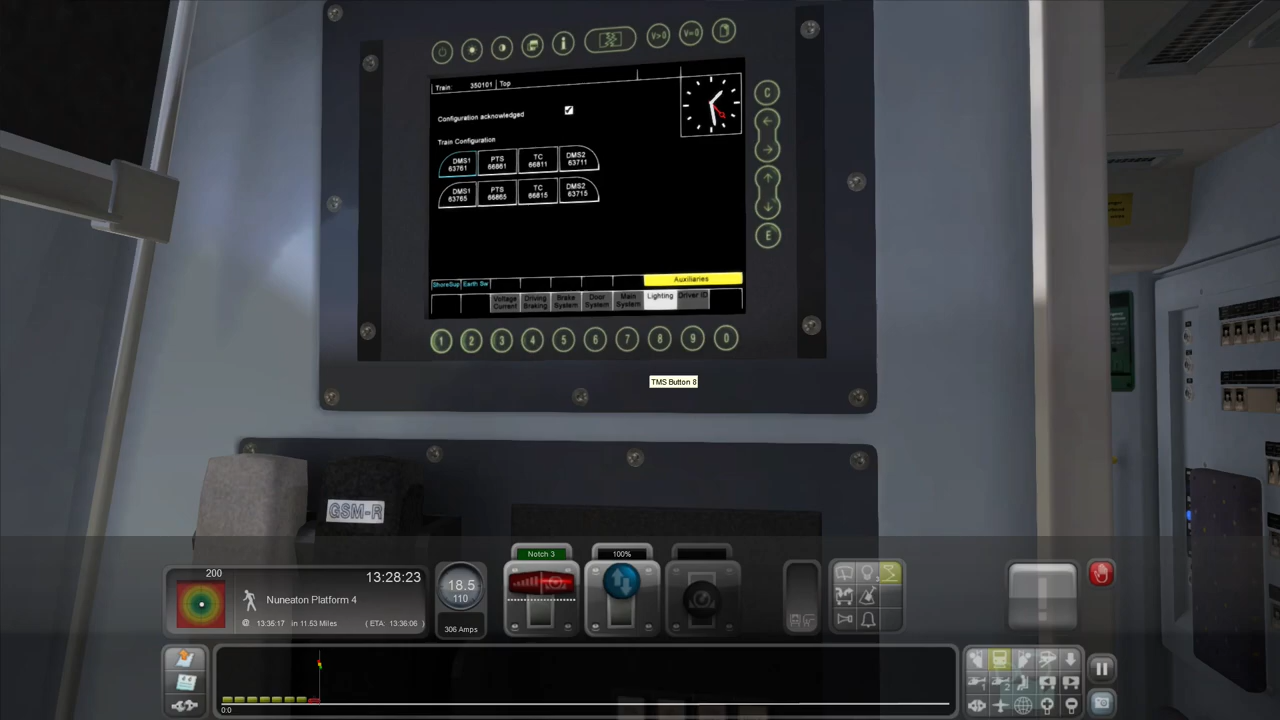 V>0 V=0
Train: 350101 Top
C
Configuration acknowledged
Train Configuration
DMS1 PTS TC DMS2
63761 66861 66811 63711
DMS1 PTS TC DMS2
63765 66865 66815 63715
E
Auxiliaries
ShoreSup Earth Sw
Voltage Current Driving Braking Brake System Door System Main System Lighting Driver ID
1 2 3 4 5 6 7 8 9 0
TMS Button 8
GSM-R
Notch 3 100%
200 13:28:23
Nuneaton Platform 4
@ 13:35:17 in 11.53 Miles ( ETA: 13:36:06 )
18.5
110
306 Amps
0:0